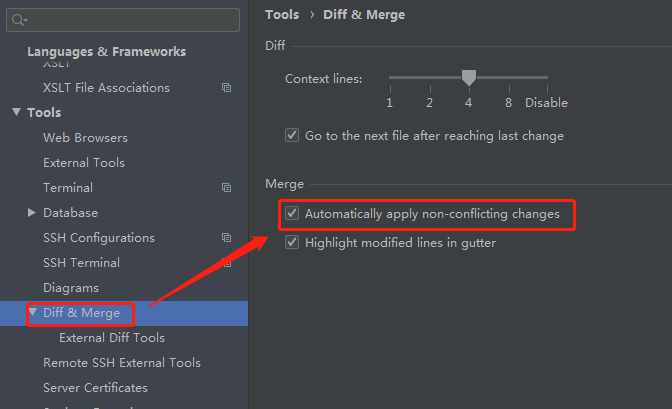 Languages & Frameworks
XSLT
XSLT File Associations
Tools
Web Browsers
External Tools
Terminal
Database
SSH Configurations
SSH Terminal
Diagrams
Diff & Merge
External Diff Tools
Remote SSH External Tools
Server Certificates
Tools › Diff & Merge
Diff
Context lines:
1 2 4 8 Disable
Go to the next file after reaching last change
Merge
Automatically apply non-conflicting changes
Highlight modified lines in gutter